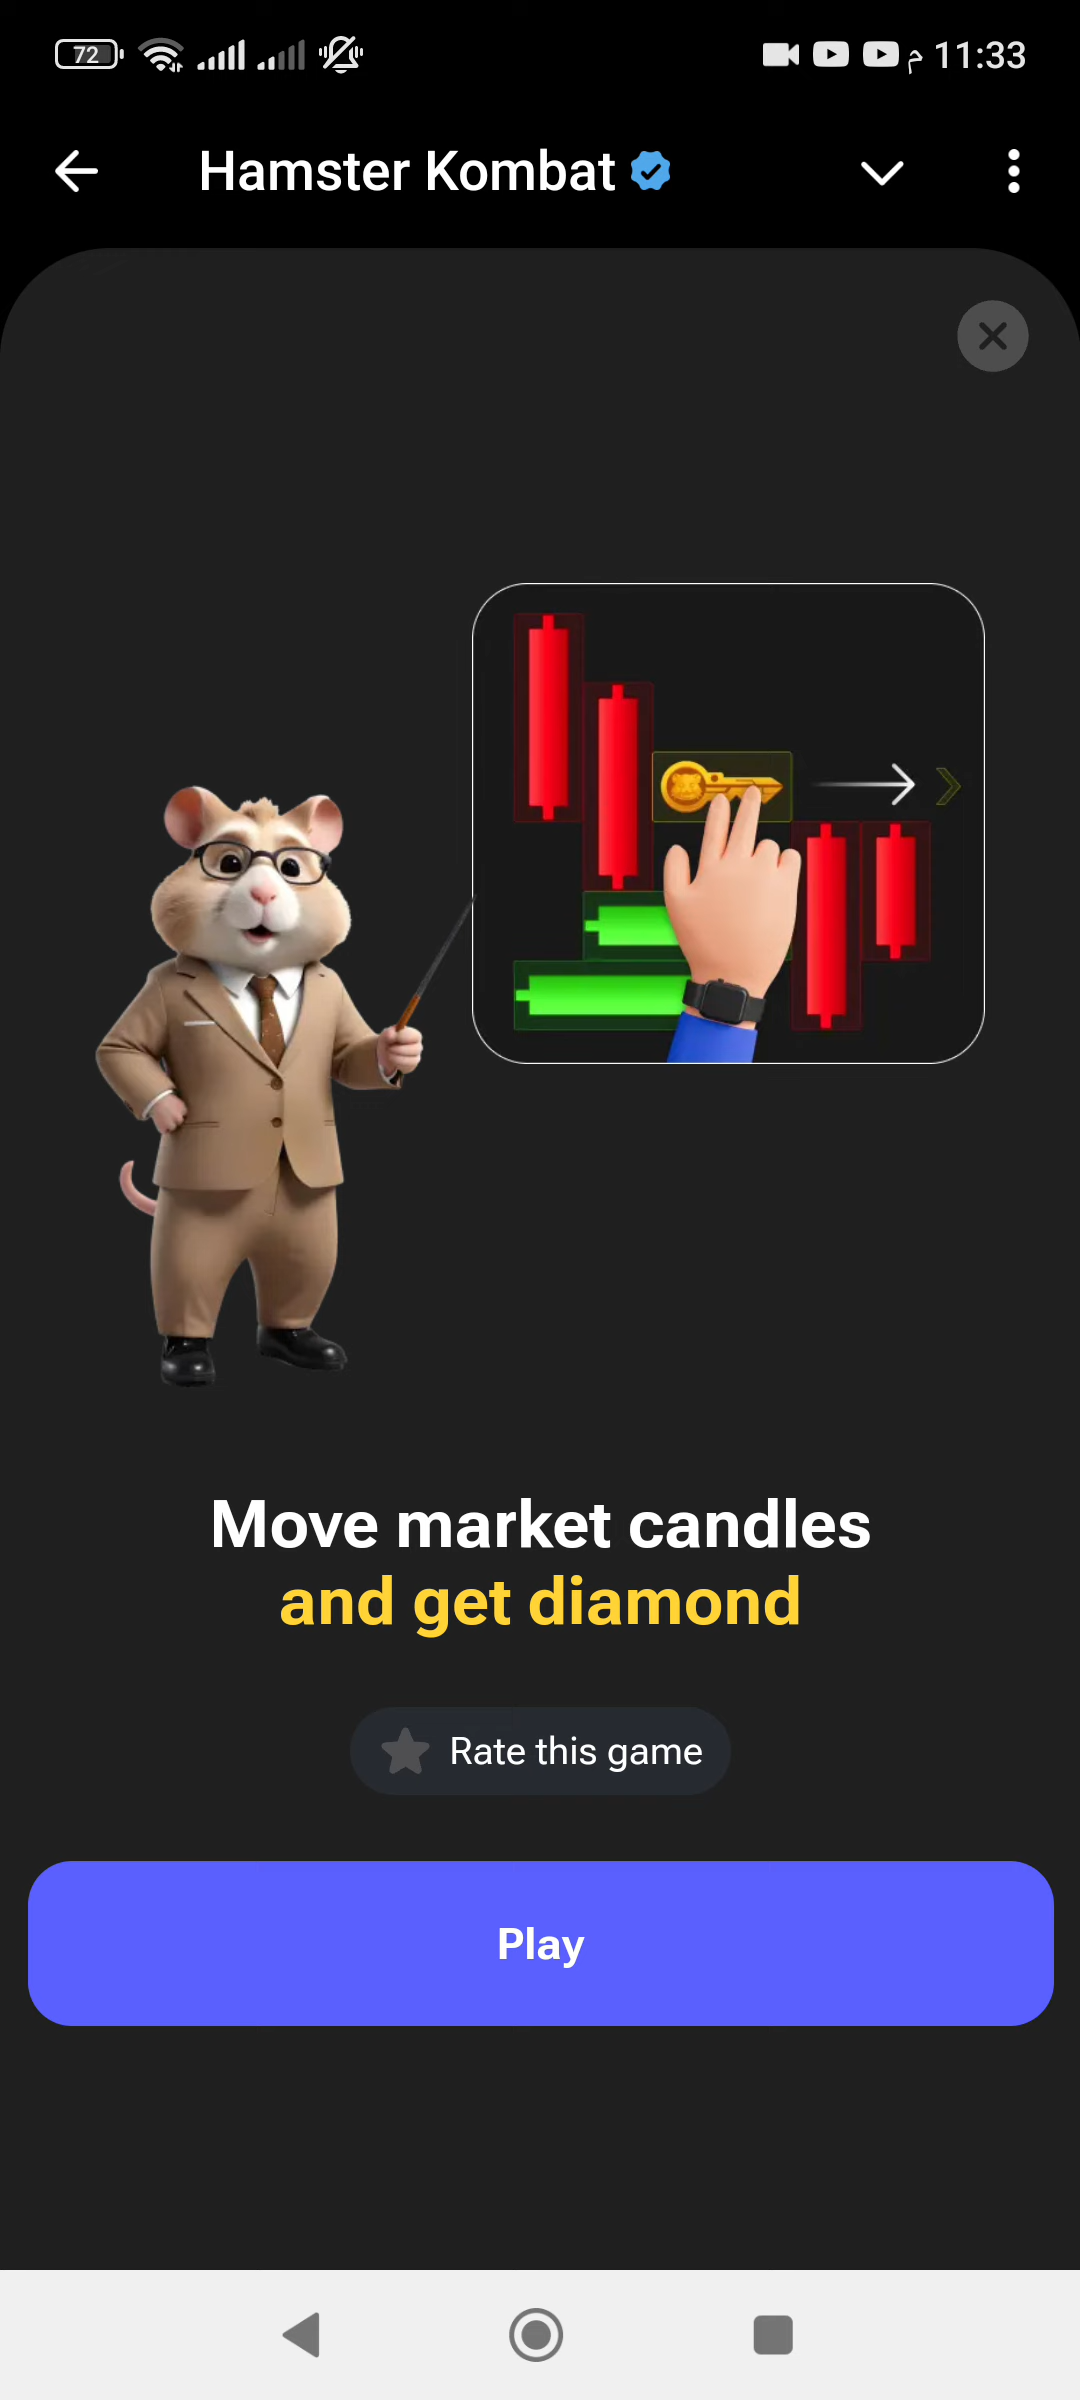 72
م 11:33
Hamster Kombat
Move market candles
and get diamond
Rate this game
Play